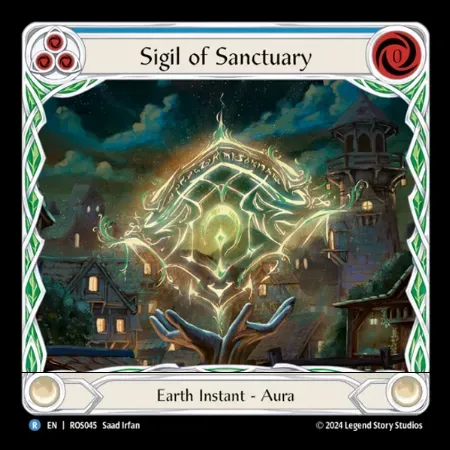 Sigil of Sanctuary
0
Earth Instant - Aura
R EN | ROS045 Saad Irfan
© 2024 Legend Story Studios